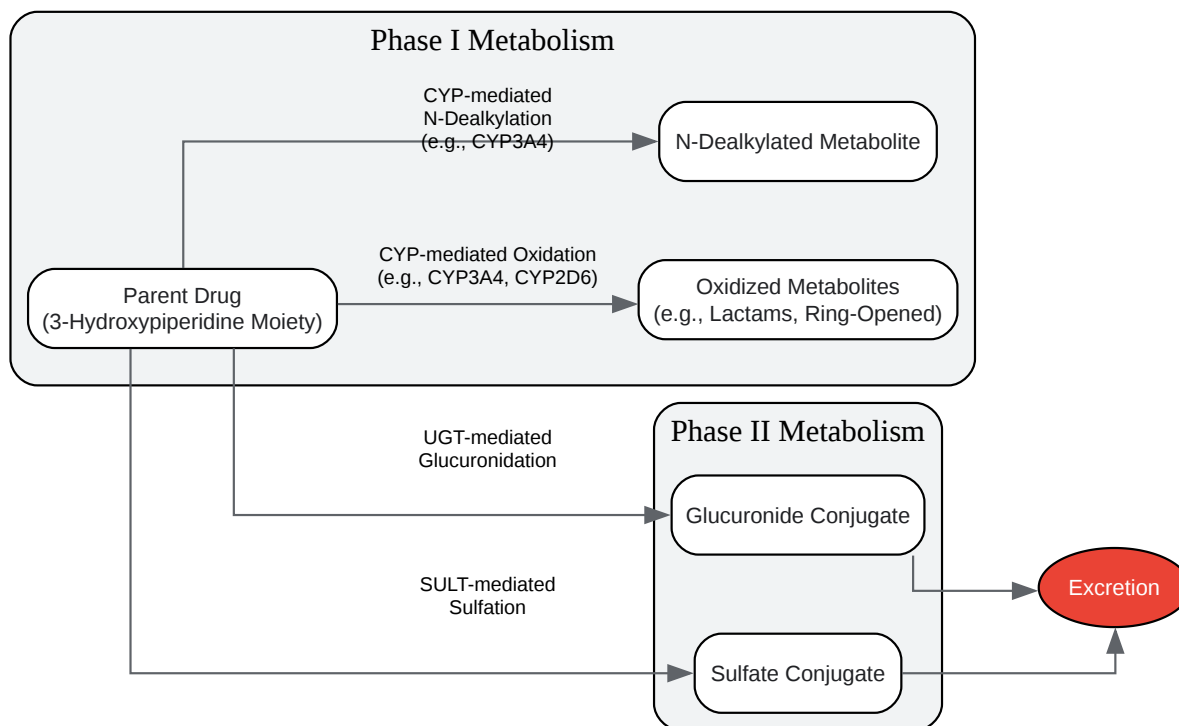 Phase I Metabolism
CYP-mediated
N-Dealkylation
(e.g., CYP3A4)
N-Dealkylated Metabolite
CYP-mediated Oxidation
(e.g., CYP3A4, CYP2D6)
Parent Drug
(3-Hydroxypiperidine Moiety)
Oxidized Metabolites
(e.g., Lactams, Ring-Opened)
Phase II Metabolism
UGT-mediated
Glucuronidation
Glucuronide Conjugate
SULT-mediated
Sulfation
Excretion
Sulfate Conjugate